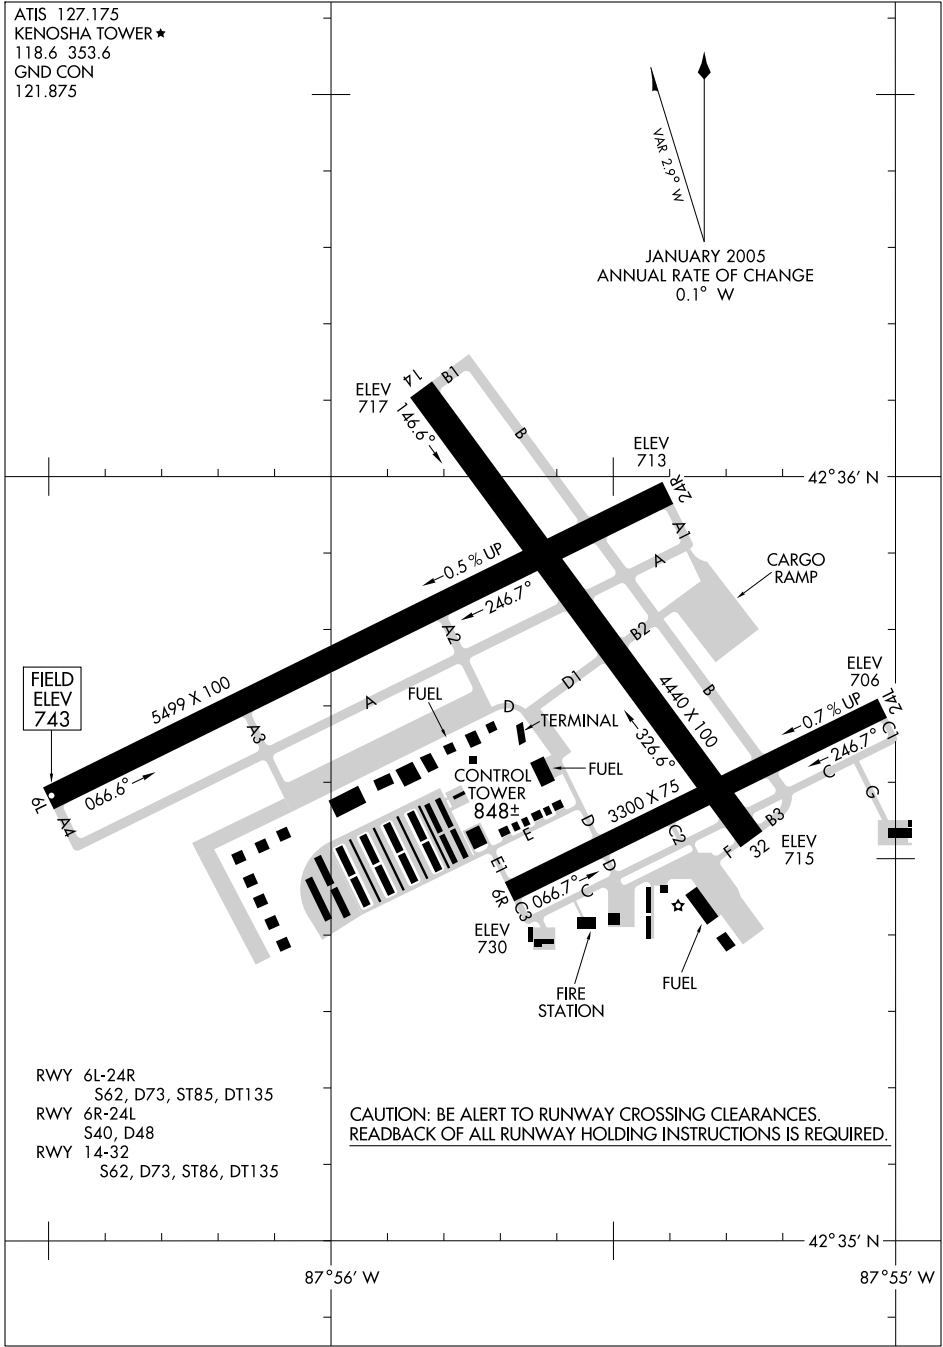 ATIS 127.175
KENOSHA TOWER★
118.6 353.6
GND CON
121.875
VAR 2.9° W
JANUARY 2005
ANNUAL RATE OF CHANGE
0.1° W
ELEV
717
14
B1
146.6°
B
ELEV
713
24R
42°36' N
A1
0.5% UP
246.7°
A
CARGO
RAMP
A2
B2
FIELD
ELEV
743
5499 X 100
A
FUEL
D
D1
4440 X 100
B
ELEV
706
24L
0.7% UP
C1
246.7°
A3
TERMINAL
326.6°
C
066.6°
6L
A4
CONTROL
TOWER
848±
FUEL
3300 X 75
G
E
D
C2
B3
F
32
ELEV
715
E1
6R
066.7°
D
C
C3
ELEV
730
FIRE
STATION
FUEL
RWY 6L-24R
S62, D73, ST85, DT135
RWY 6R-24L
S40, D48
RWY 14-32
S62, D73, ST86, DT135
CAUTION: BE ALERT TO RUNWAY CROSSING CLEARANCES.
READBACK OF ALL RUNWAY HOLDING INSTRUCTIONS IS REQUIRED.
42°35' N
87°56' W
87°55' W